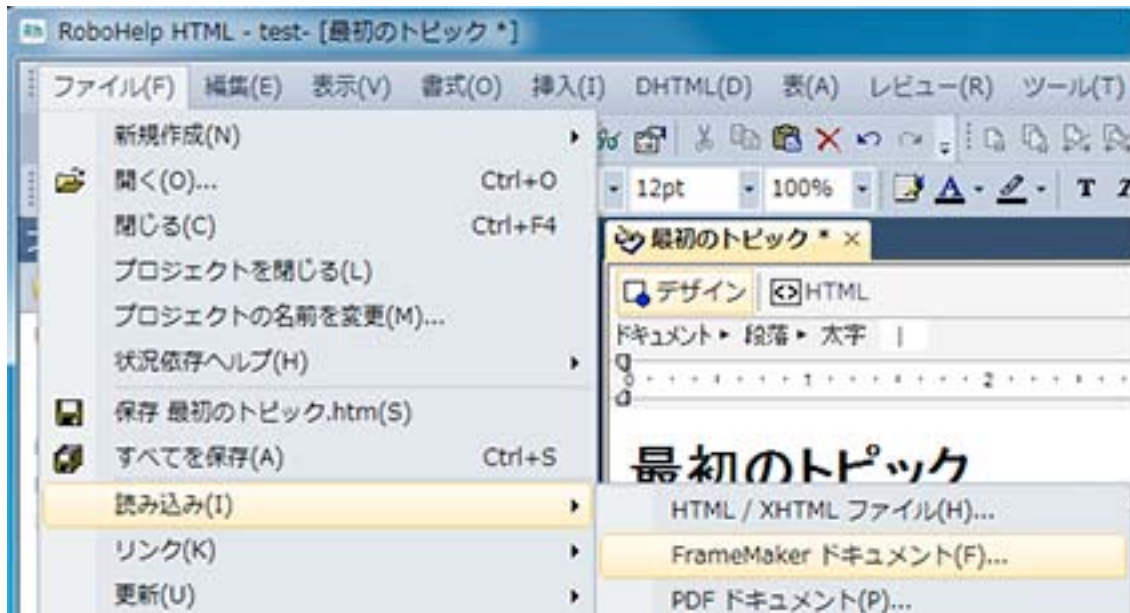 RoboHelp HTML - test- [最初のトピック *]
ファイル(F) 編集(E) 表示(V) 書式(O) 挿入(I) DHTML(D) 表(A) レビュー(R) ツール(T)
新規作成(N)
開く(O)... Ctrl+O
12pt 100%
閉じる(C) Ctrl+F4
最初のトピック *
プロジェクトを閉じる(L)
デザイン HTML
プロジェクトの名前を変更(M)...
ドキュメント 段落 太字
状況依存ヘルプ(H)
0 1 2
保存 最初のトピック.htm(S)
すべてを保存(A) Ctrl+S
最初のトピック
読み込み(I)
HTML / XHTML ファイル(H)...
リンク(K)
FrameMaker ドキュメント(F)...
更新(U)
PDF ドキュメント(P)...